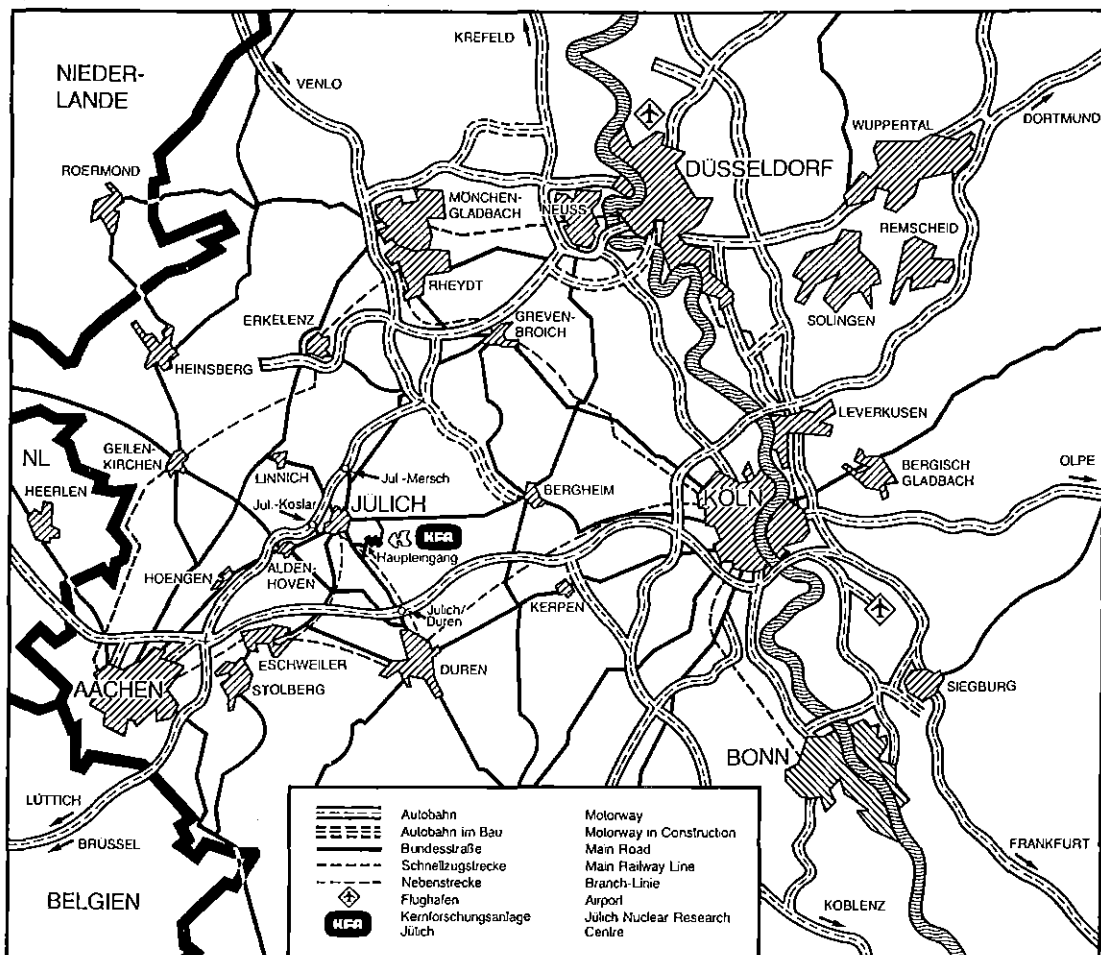 KREFELD
NIEDER-
LANDE
VENLO
DORTMUND
WUPPERTAL
DÜSSELDORF
ROERMOND
MÖNCHEN-
GLADBACH
NEUSS
REMSCHEID
RHEYDT
SOLINGEN
ERKELENZ
GREVEN-
BROICH
HEINSBERG
LEVERKUSEN
GEILEN-
KIRCHEN
NL
HEERLEN
LINNICH
Jul.-Mersch
BERGISCH
GLADBACH
OLPE
Jul.-Koslar
JÜLICH
BERGHEIM
KÖLN
KFA
Haupteingang
HOENGEN
ALDEN-
HOVEN
KERPEN
Julich/
Duren
ESCHWEILER
DUREN
AACHEN
STOLBERG
SIEGBURG
BONN
LÜTTICH
BRÜSSEL
FRANKFURT
BELGIEN
KOBLENZ
Autobahn Motorway
Autobahn im Bau Motorway in Construction
Bundesstraße Main Road
Schnellzugstrecke Main Railway Line
Nebenstrecke Branch-Linie
Flughafen Airport
KFA Kernforschungsanlage Jülich Nuclear Research
Jülich Centre